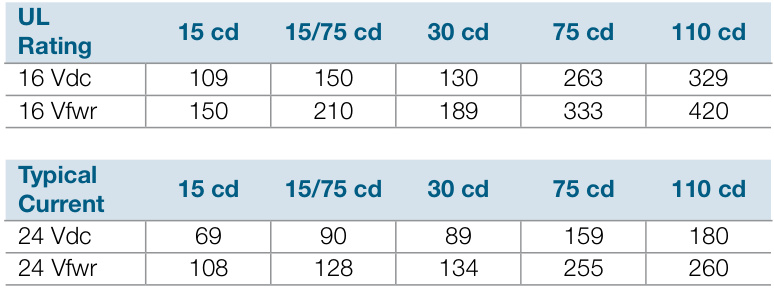 UL Rating 15 cd 15/75 cd 30 cd 75 cd 110 cd
16 Vdc 109 150 130 263 329
16 Vfwr 150 210 189 333 420
Typical Current 15 cd 15/75 cd 30 cd 75 cd 110 cd
24 Vdc 69 90 89 159 180
24 Vfwr 108 128 134 255 260